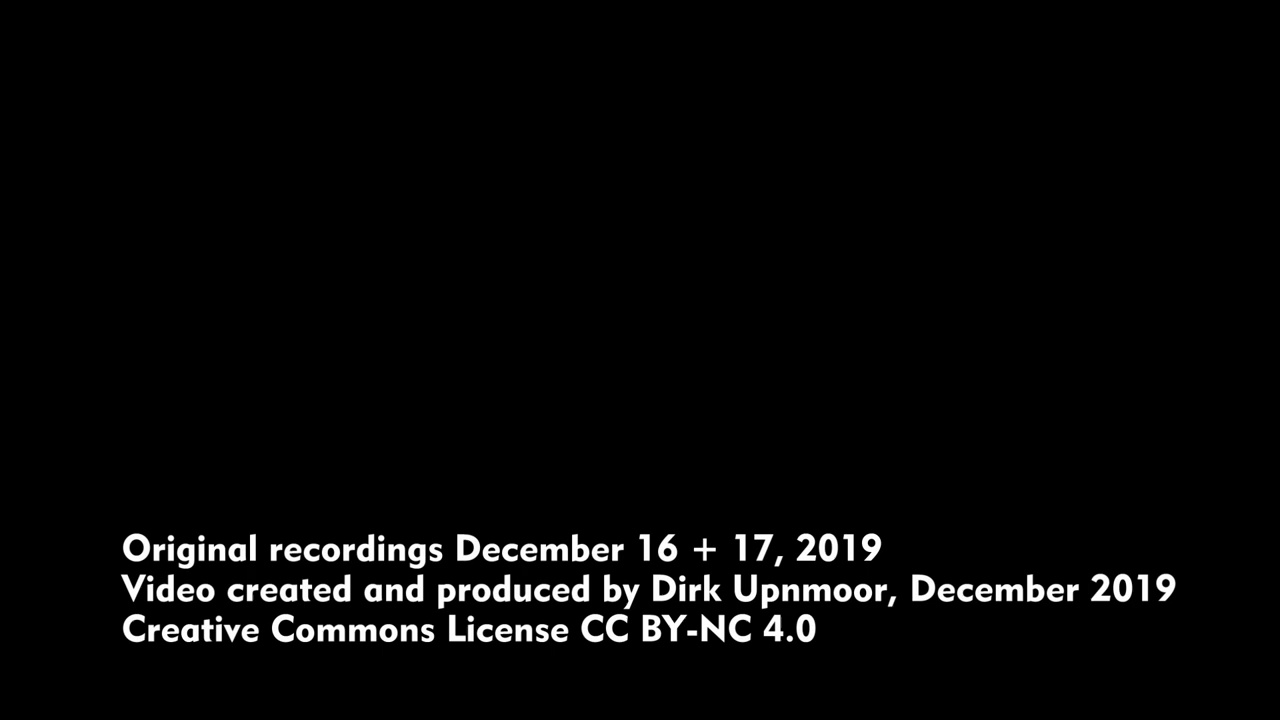 Original recordings December 16 + 17, 2019
Video created and produced by Dirk Upnmoor, December 2019
Creative Commons License CC BY-NC 4.0